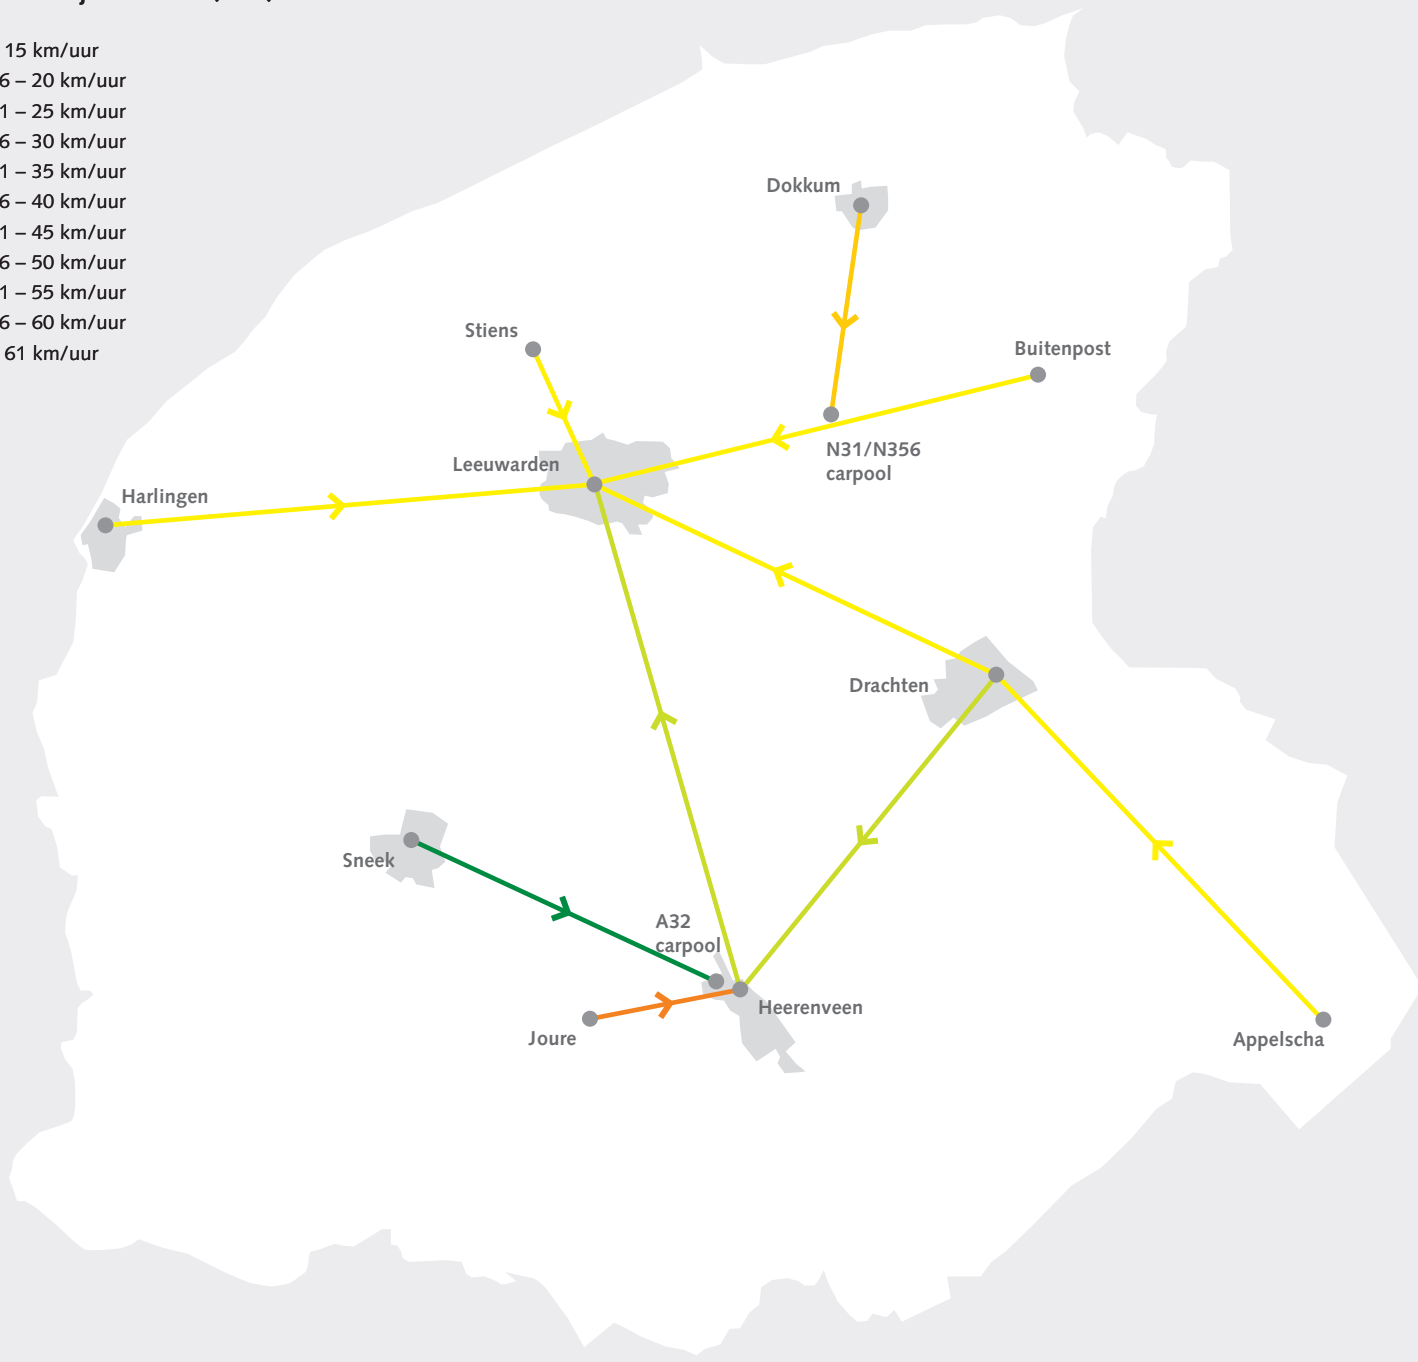 15 km/uur
6 – 20 km/uur
1 – 25 km/uur
6 – 30 km/uur
1 – 35 km/uur
6 – 40 km/uur
1 – 45 km/uur
6 – 50 km/uur
1 – 55 km/uur
6 – 60 km/uur
61 km/uur
Dokkum
Stiens
Buitenpost
N31/N356
carpool
Leeuwarden
Harlingen
Drachten
Sneek
A32
carpool
Heerenveen
Joure
Appelscha